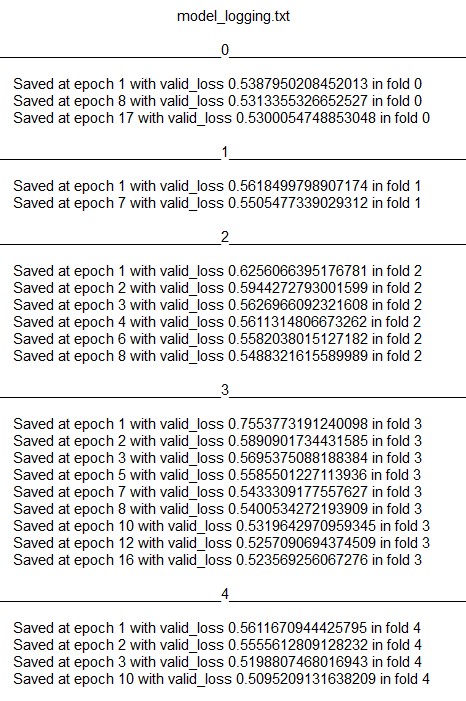 model_logging.txt
0
Saved at epoch 1 with valid_loss 0.5387950208452013 in fold 0
Saved at epoch 8 with valid_loss 0.5313355326652527 in fold 0
Saved at epoch 17 with valid_loss 0.5300054748853048 in fold 0
1
Saved at epoch 1 with valid_loss 0.5618499798907174 in fold 1
Saved at epoch 7 with valid_loss 0.5505477339029312 in fold 1
2
Saved at epoch 1 with valid_loss 0.6256066395176781 in fold 2
Saved at epoch 2 with valid_loss 0.5944272793001599 in fold 2
Saved at epoch 3 with valid_loss 0.5626966092321608 in fold 2
Saved at epoch 4 with valid_loss 0.5611314806673262 in fold 2
Saved at epoch 6 with valid_loss 0.5582038015127182 in fold 2
Saved at epoch 8 with valid_loss 0.5488321615589989 in fold 2
3
Saved at epoch 1 with valid_loss 0.7553773191240098 in fold 3
Saved at epoch 2 with valid_loss 0.5890901734431585 in fold 3
Saved at epoch 3 with valid_loss 0.5695375088188384 in fold 3
Saved at epoch 5 with valid_loss 0.5585501227113936 in fold 3
Saved at epoch 7 with valid_loss 0.5433309177557627 in fold 3
Saved at epoch 8 with valid_loss 0.5400534272193909 in fold 3
Saved at epoch 10 with valid_loss 0.5319642970959345 in fold 3
Saved at epoch 12 with valid_loss 0.5257090694374509 in fold 3
Saved at epoch 16 with valid_loss 0.523569256067276 in fold 3
4
Saved at epoch 1 with valid_loss 0.5611670944425795 in fold 4
Saved at epoch 2 with valid_loss 0.5555612809128232 in fold 4
Saved at epoch 3 with valid_loss 0.5198807468016943 in fold 4
Saved at epoch 10 with valid_loss 0.5095209131638209 in fold 4